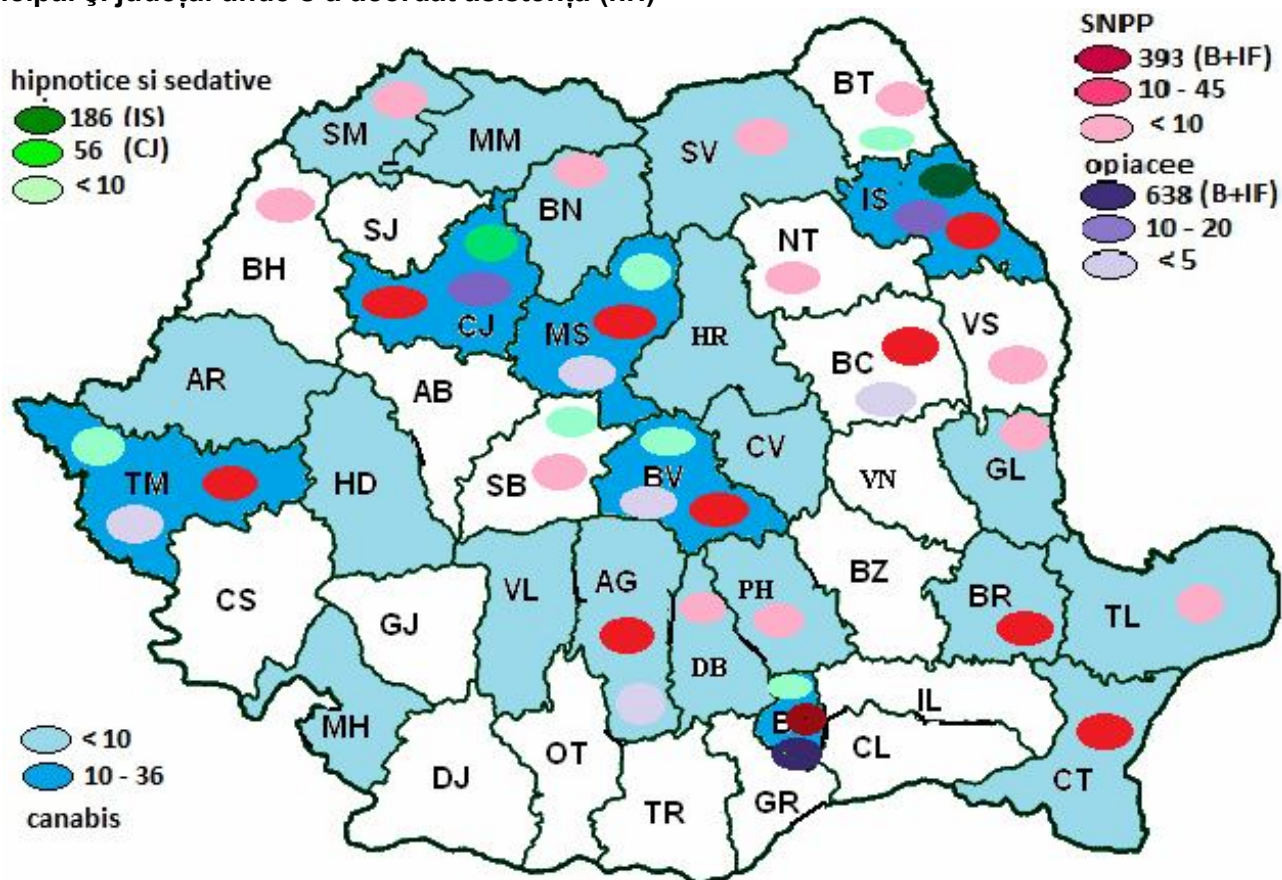 hipnotice si sedative
186 (IS)
56 (CJ)
< 10
SNPP
393 (B+IF)
10 - 45
< 10
opiacee
638 (B+IF)
10 - 20
< 5
BT
SM
MM
SV
IS
BN
SJ
NT
BH
CJ
MS
HR
BC
VS
AR
AB
TM
HD
SB
BV
CV
VN
GL
CS
GJ
VL
AG
PH
BZ
BR
TL
DB
MH
B
IL
CL
CT
DJ
OT
TR
GR
< 10
10 - 36
canabis